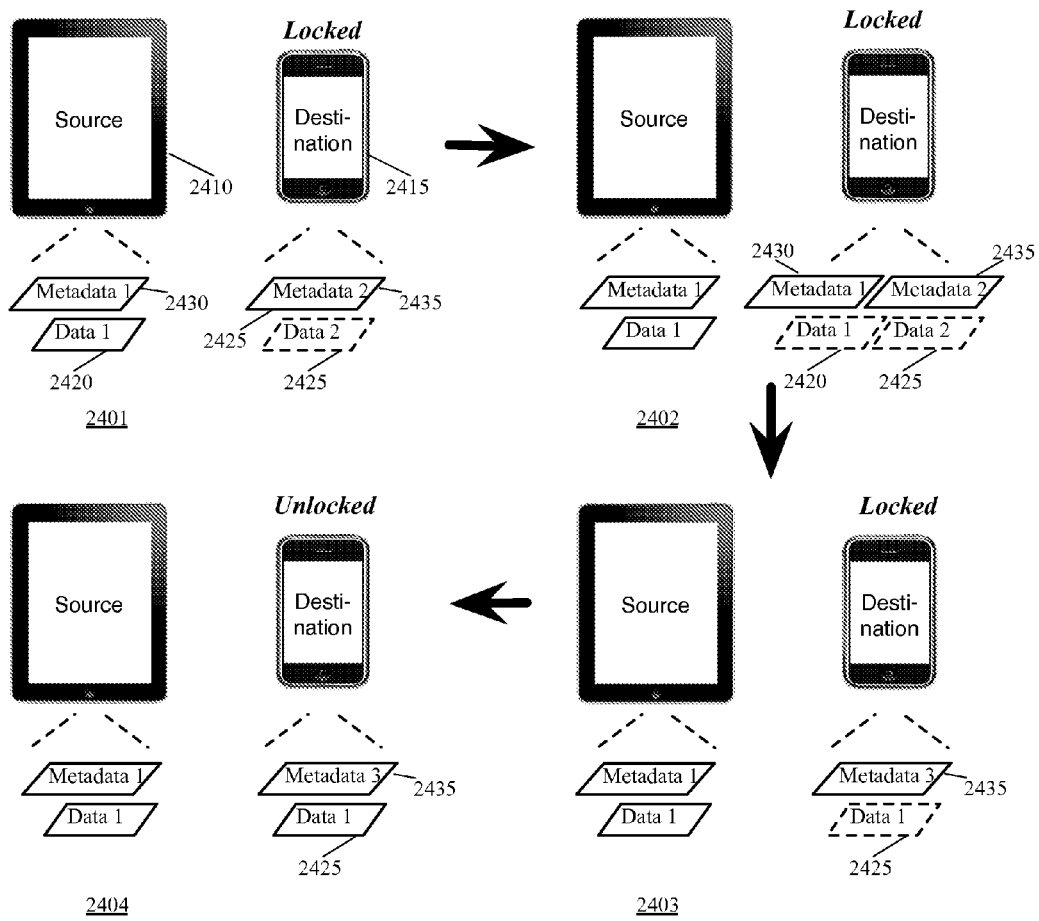 Locked
Source
Desti-
nation
2410
2415
Metadata 1
2430
Metadata 2
2435
Data 1
2425
Data 2
2420
2425
2401
Locked
Source
Desti-
nation
2430
2435
Metadata 1
Metadata 1
Mctadata 2
Data 1
Data 1
Data 2
2420
2425
2402
Unlocked
Source
Desti-
nation
Metadata 1
Metadata 3
2435
Data 1
Data 1
2425
2404
Locked
Source
Desti-
nation
Metadata 1
Metadata 3
2435
Data 1
Data 1
2425
2403